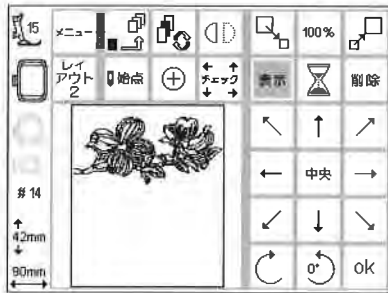 15
メニュー
100%
レイ
アウト
2
始点
チェック
表示
削除
中央
# 14
42mm
90mm
0°
ok